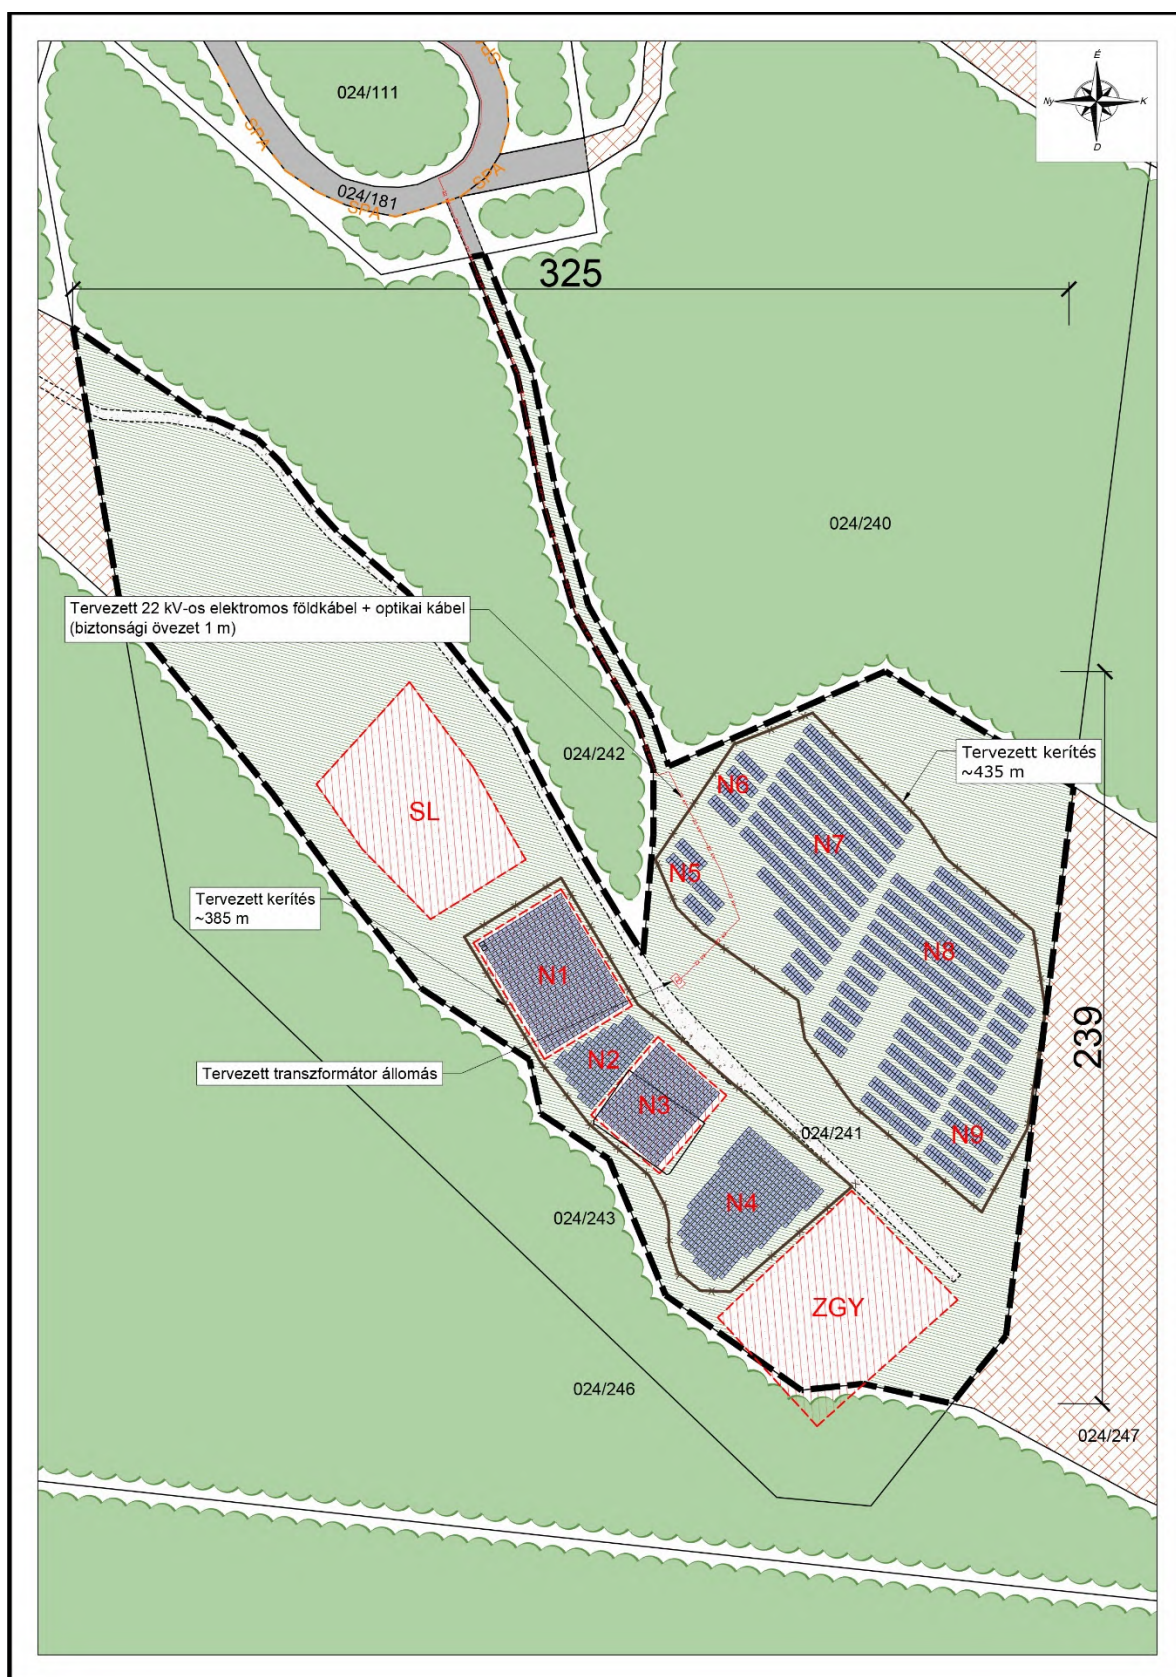 É
Ny
K
D
SUS
024/111
SPA
SPA
024/181
SPA
325
024/240
Tervezett 22 kV-os elektromos földkábel + optikai kábel
(biztonsági övezet 1 m)
024/242
Tervezett kerítés
~435 m
N6
N7
SL
N5
Tervezett kerítés
~385 m
N8
N1
239
N2
Tervezett transzformátor állomás
N3
024/241
N9
N4
024/243
ZGY
024/246
024/247